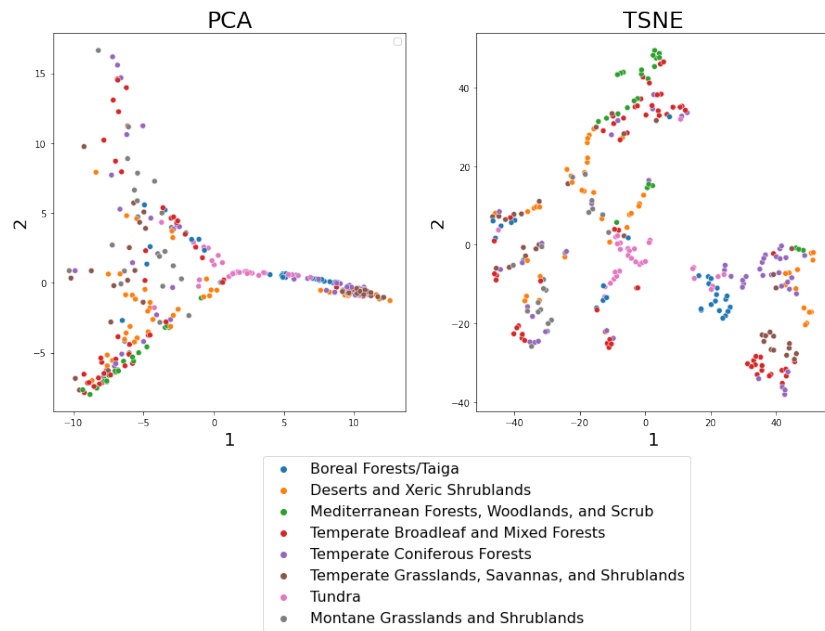 PCA
TSNE
15
10
5
0
−5
−10
−5
0
5
10
1
2
40
20
0
−20
−40
−40
−20
0
20
40
1
2
Boreal Forests/Taiga
Deserts and Xeric Shrublands
Mediterranean Forests, Woodlands, and Scrub
Temperate Broadleaf and Mixed Forests
Temperate Coniferous Forests
Temperate Grasslands, Savannas, and Shrublands
Tundra
Montane Grasslands and Shrublands